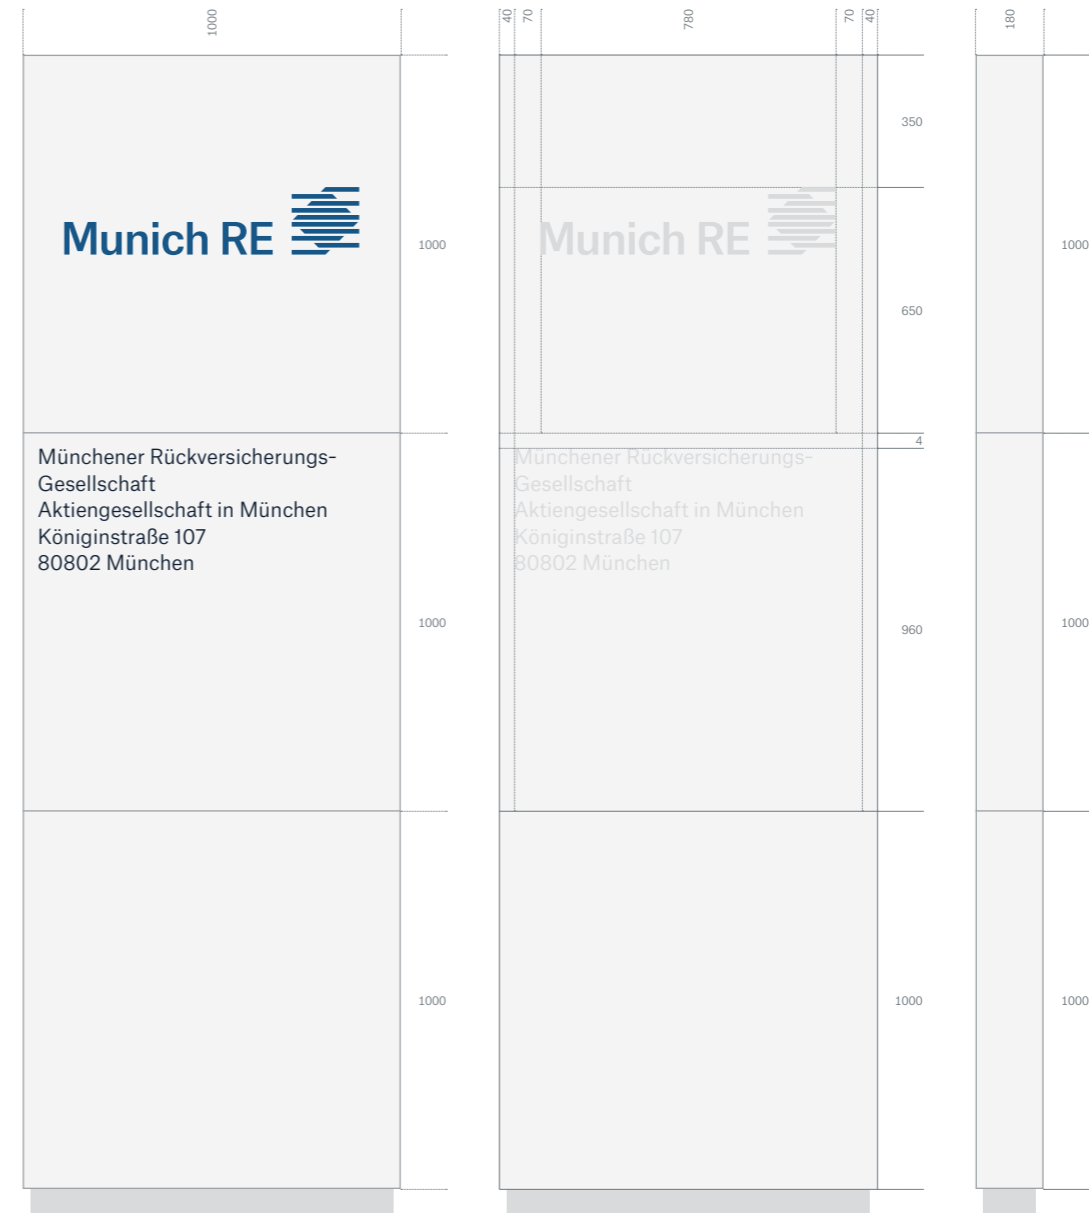 1000
40
70
780
70
40
180
350
Munich RE
1000
Munich RE
1000
650
4
Münchener Rückversicherungs-
Gesellschaft
Aktiengesellschaft in München
Königinstraße 107
80802 München
Münchener Rückversicherungs-
Gesellschaft
Aktiengesellschaft in München
Königinstraße 107
80802 München
1000
960
1000
1000
1000
1000